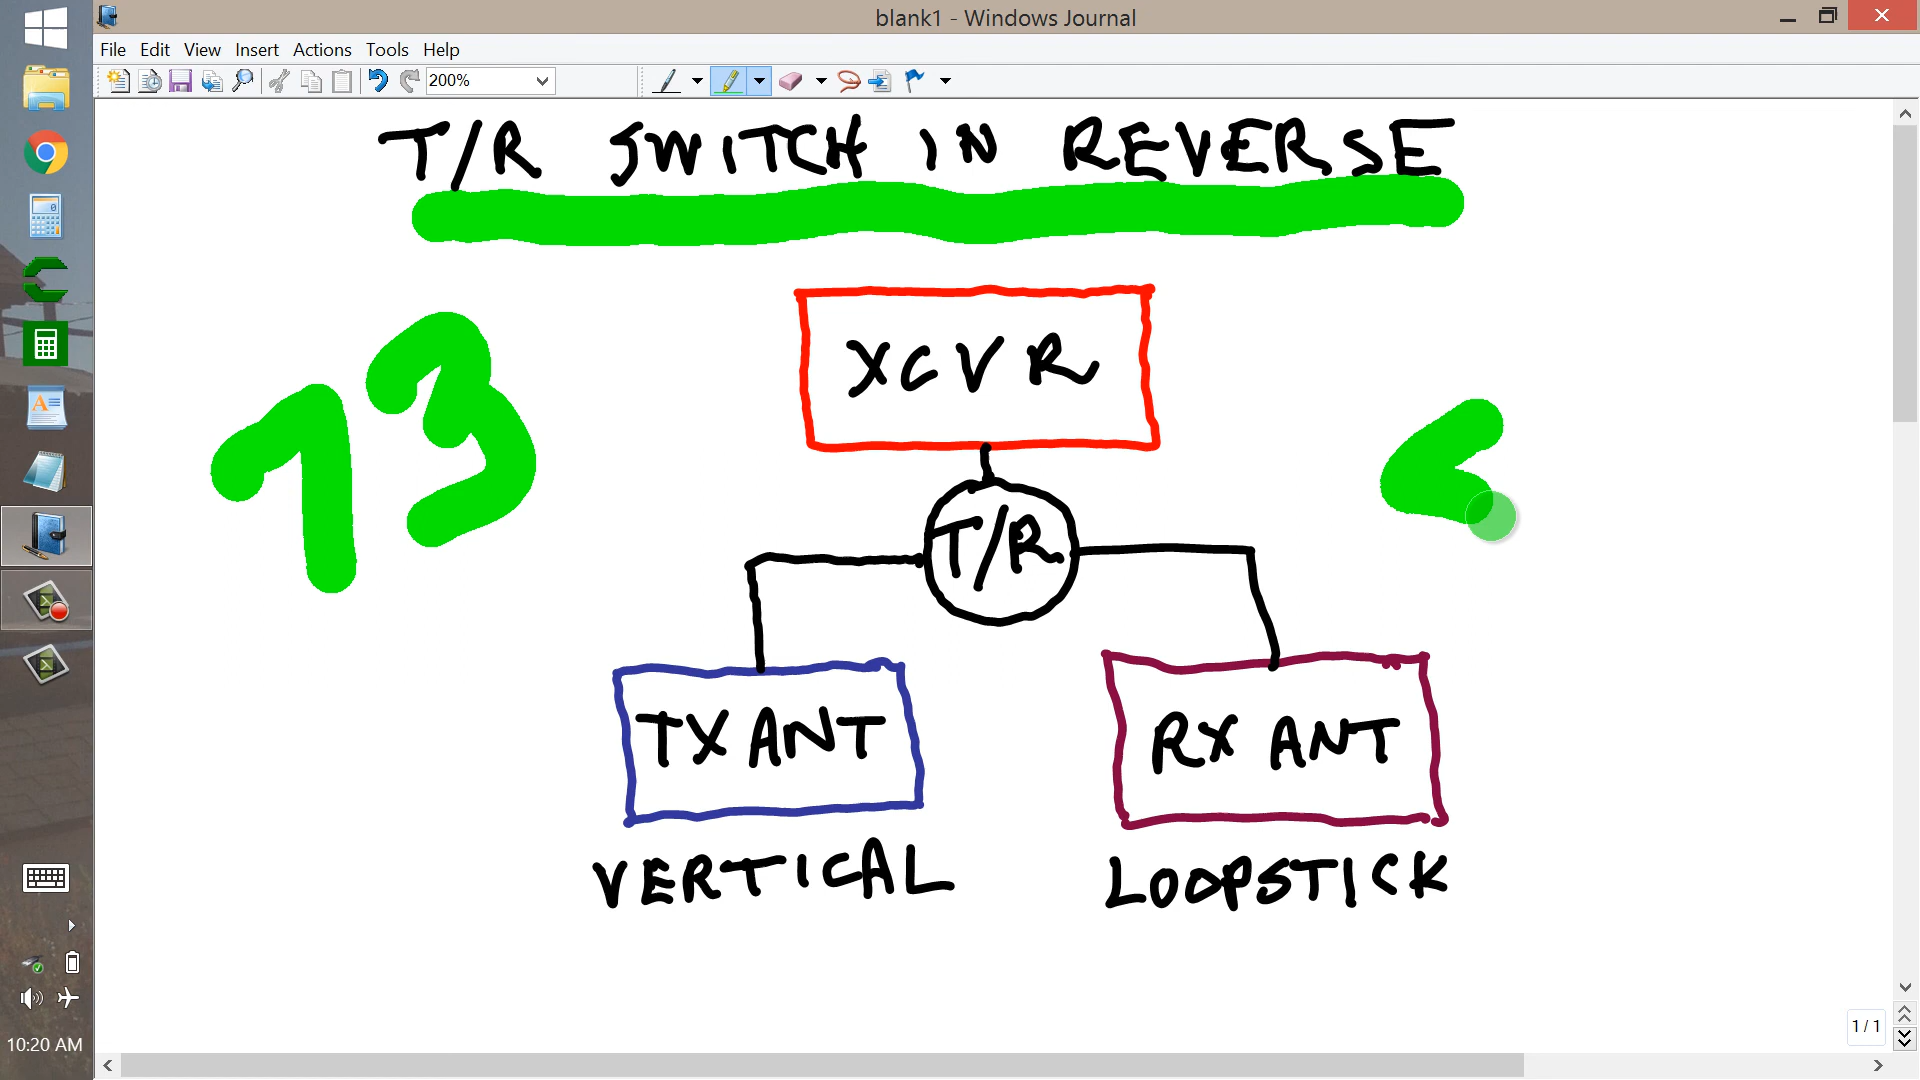 blank1 - Windows Journal
File Edit View Insert Actions Tools Help
200%
T/R SWITCH IN REVERSE
73
XCVR
T/R
TX ANT
RX ANT
VERTICAL
LOOPSTICK
1 / 1
10:20 AM